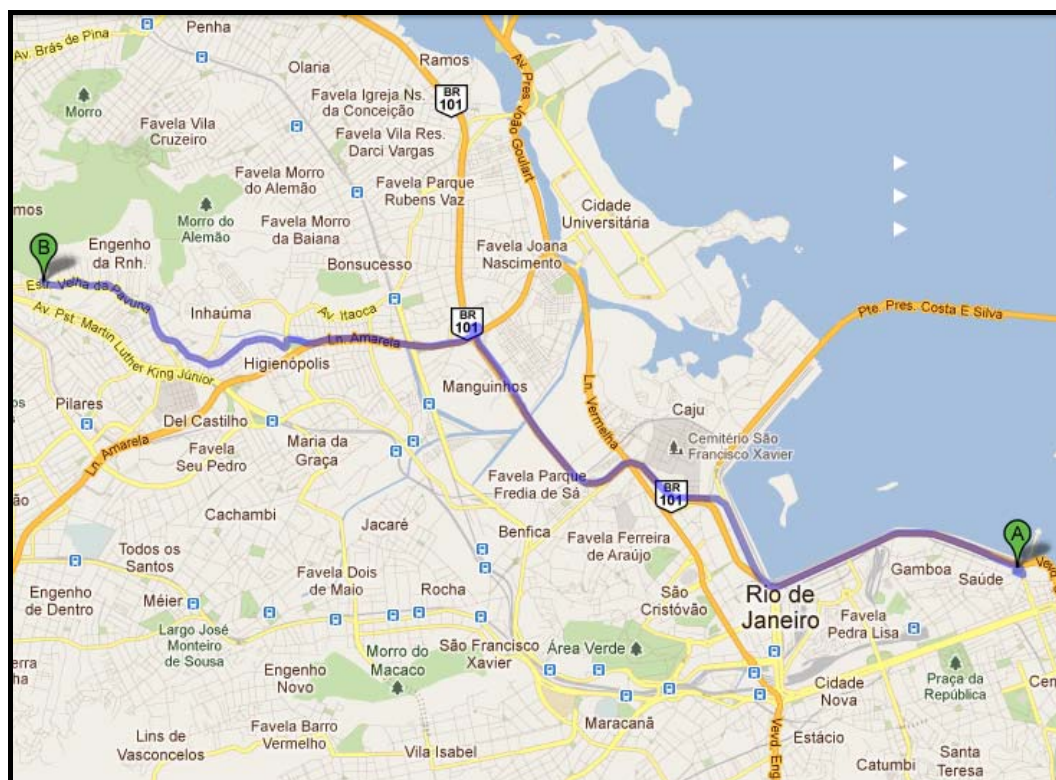 Penha
Av. Brás de Pina
Olaria
Ramos
BR
101
Av. Pres. João Goulart
Morro
Favela Igreja Ns.
da Conceição
Favela Vila
Cruzeiro
Favela Vila Res.
Darci Vargas
Favela Morro
do Alemão
Favela Parque
Rubens Vaz
Cidade
Universitária
Morro do
Alemão
Favela Morro
da Baiana
B
Engenho
da Rnh.
Favela Joana
Nascimento
Bonsucesso
Estr. Velha da Pavuna
Inhaúma
Av. Itaoca
BR
101
Pte. Pres. Costa E Silva
Av. Pst. Martin Luther King Júnior
Ln. Amarela
Higienópolis
Manguinhos
Ln. Vermelha
Caju
Pilares
Del Castilho
Cemitério São
Francisco Xavier
Ln. Amarela
Favela
Seu Pedro
Maria da
Graça
Favela Parque
Fredia de Sá
BR
101
Cachambi
Jacaré
Benfica
Favela Ferreira
de Araújo
A
Todos os
Santos
Gamboa
Saúde
Engenho
de Dentro
Méier
Favela Dois
de Maio
Rocha
São
Cristóvão
Rio de
Janeiro
Favela
Pedra Lisa
Largo José
Monteiro
de Sousa
Morro do
Macaco
São Francisco
Xavier
Área Verde
Praça da
República
Engenho
Novo
Cidade
Nova
Maracanã
Favela Barro
Vermelho
Lins de
Vasconcelos
Vila Isabel
Estácio
Catumbi
Santa
Teresa